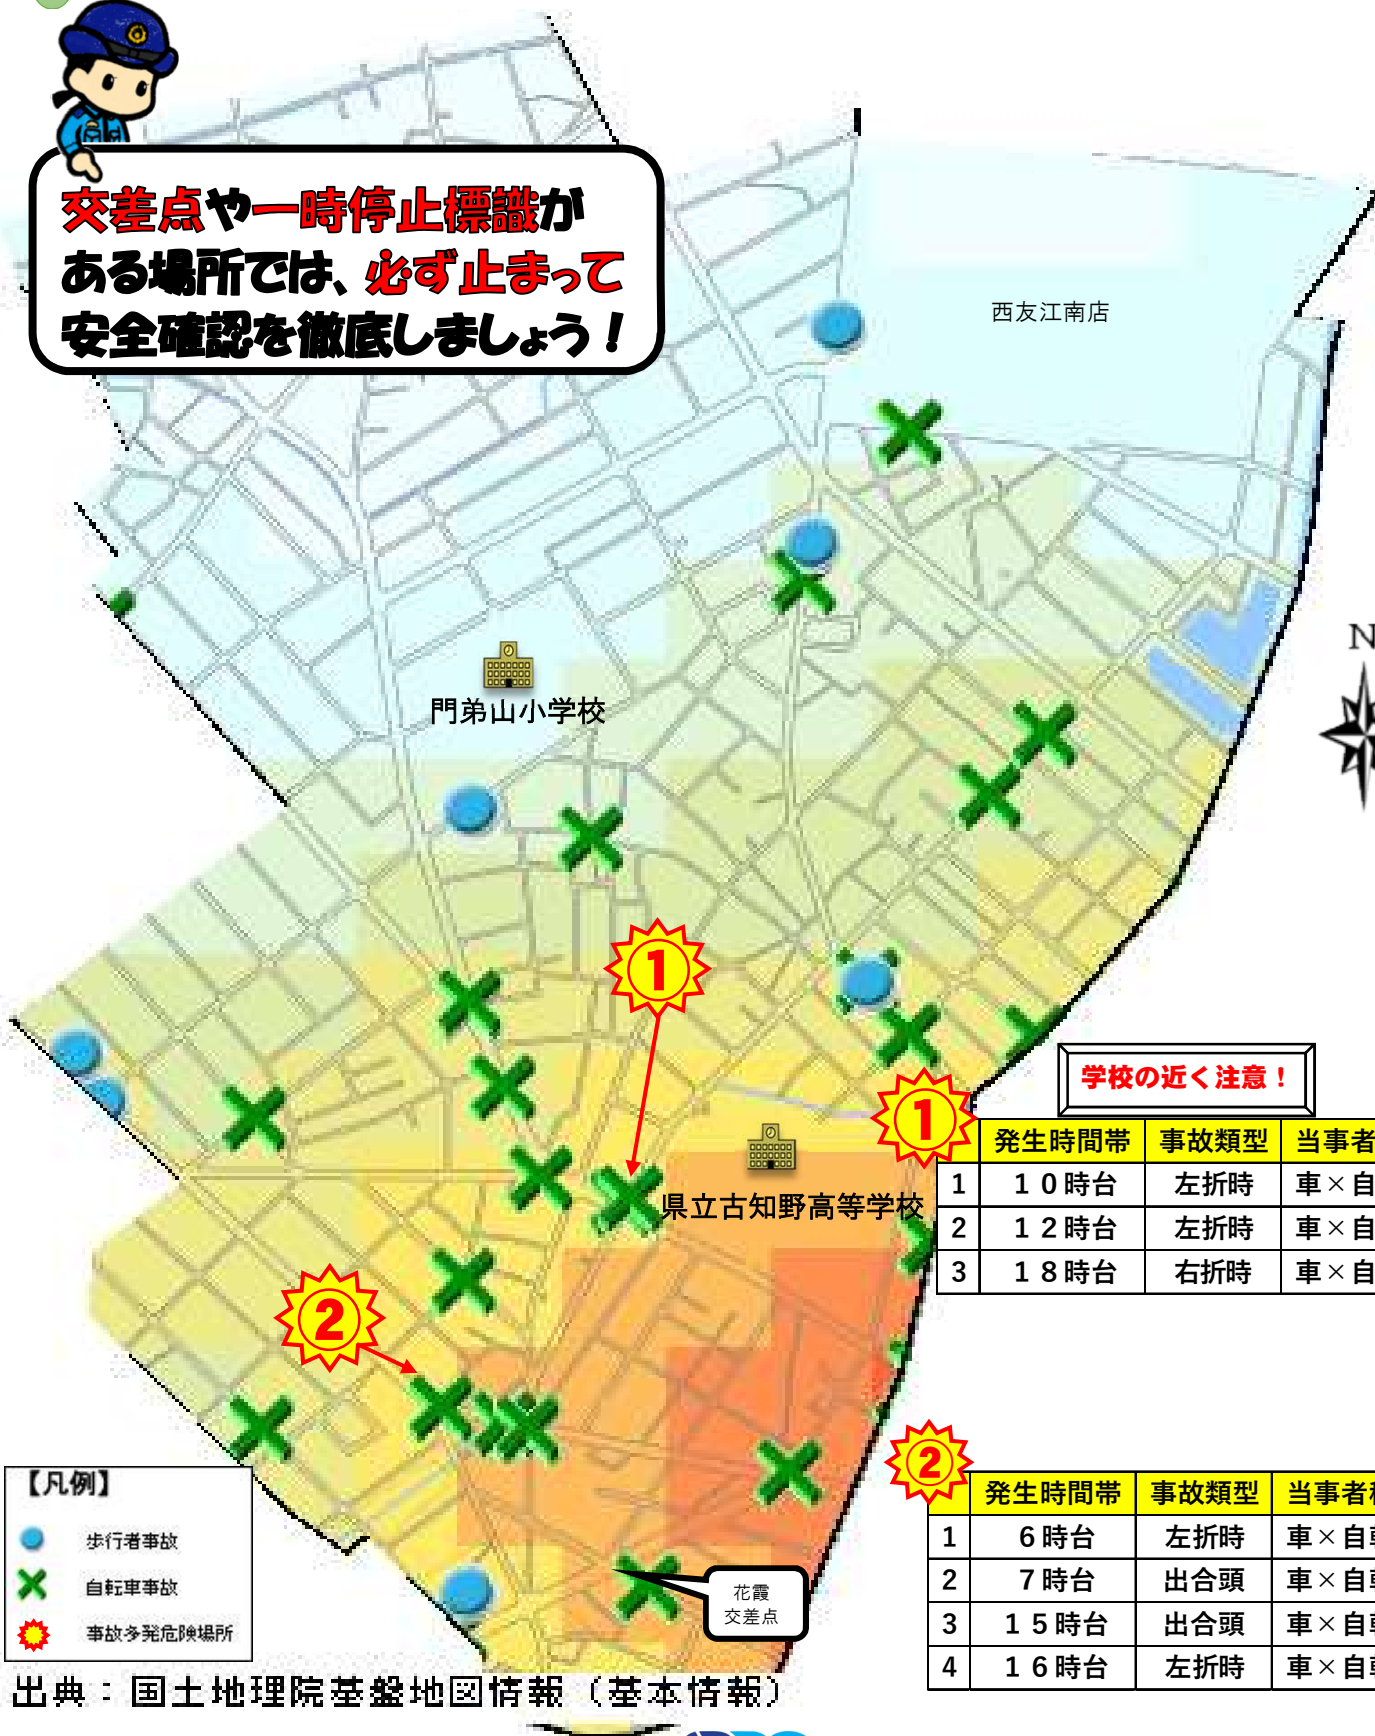 交差点や一時停止標識が
ある場所では、必ず止まって
安全確認を徹底しましょう！
西友江南店
N
門弟山小学校
1
学校の近く注意！
1
発生時間帯 事故類型 当事者
1 １０時台 左折時 車×自
2 １２時台 左折時 車×自
3 １８時台 右折時 車×自
県立古知野高等学校
2
2
発生時間帯 事故類型 当事者
1 ６時台 左折時 車×自
2 ７時台 出合頭 車×自
3 １５時台 出合頭 車×自
4 １６時台 左折時 車×自
花霞
交差点
【凡例】
歩行者事故
自転車事故
事故多発危険場所
出典：国土地理院基盤地図情報（基本情報）